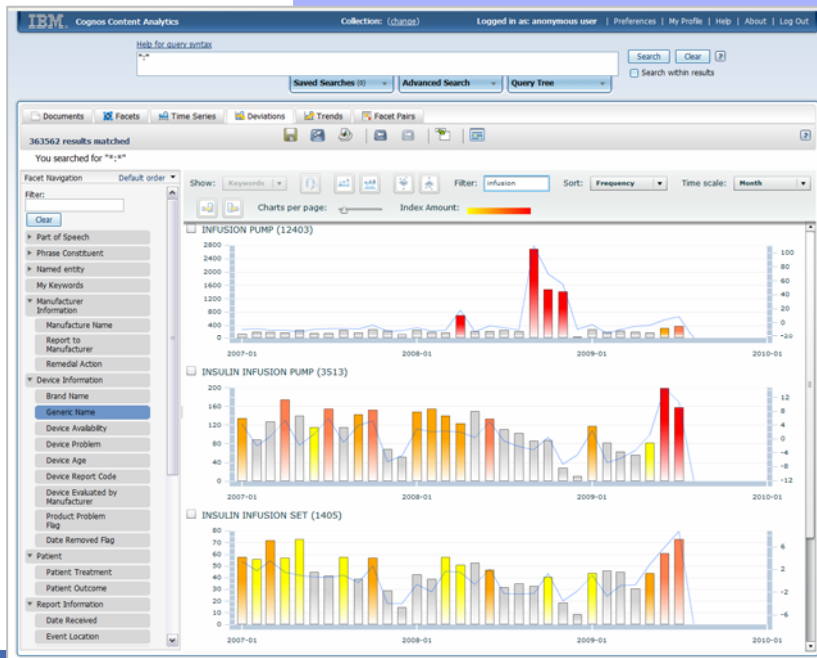 IBM. Cognos Content Analytics Collection: (change) Logged in as: anonymous user | Preferences | My Profile | Help | About | Log Out
Help for query syntax
*:*
Search Clear ?
Search within results
Saved Searches (0) Advanced Search Query Tree
Documents Facets Time Series Deviations Trends Facet Pairs
363562 results matched
You searched for "*:*"
Facet Navigation Default order
Filter:
Clear
Part of Speech
Phrase Constituent
Named entity
My Keywords
Manufacturer
Information
Manufacture Name
Report to
Manufacturer
Remedial Action
Device Information
Brand Name
Generic Name
Device Availability
Device Problem
Device Age
Device Report Code
Device Evaluated by
Manufacturer
Product Problem
Flag
Date Removed Flag
Patient
Patient Treatment
Patient Outcome
Report Information
Date Received
Event Location
Show: Keywords Filter: infusion Sort: Frequency Time scale: Month
Charts per page: Index Amount:
INFUSION PUMP (12403)
2800
2400
2000
1600
1200
800
400
0
100
80
60
40
20
0
-20
2007-01 2008-01 2009-01 2010-01
INSULIN INFUSION PUMP (3513)
200
160
120
80
40
0
12
8
4
0
-4
-8
-12
2007-01 2008-01 2009-01 2010-01
INSULIN INFUSION SET (1405)
80
70
60
50
40
30
20
10
0
6
2
-2
-6
2007-01 2008-01 2009-01 2010-01